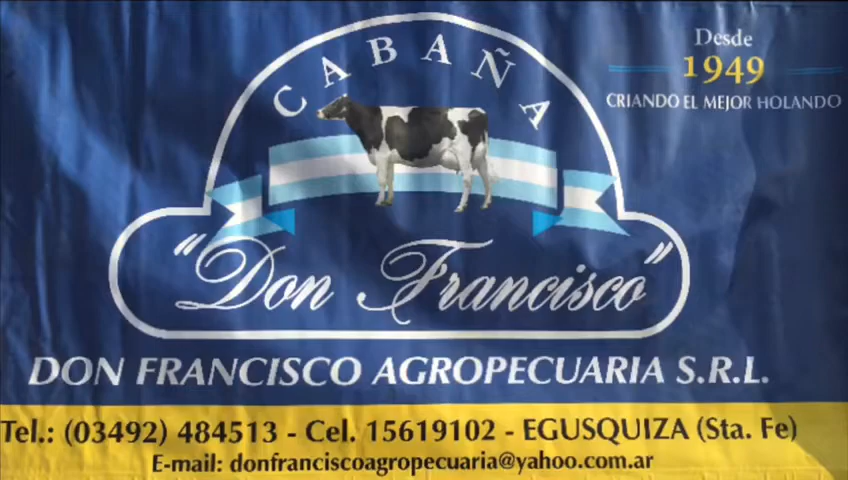 Desde
1949
CRIANDO EL MEJOR HOLANDO
CABAÑA
"Don Francisco"
DON FRANCISCO AGROPECUARIA S.R.L.
Tel.: (03492) 484513 - Cel. 15619102 - EGUSQUIZA (Sta. Fe)
E-mail: donfranciscoagropecuaria@yahoo.com.ar